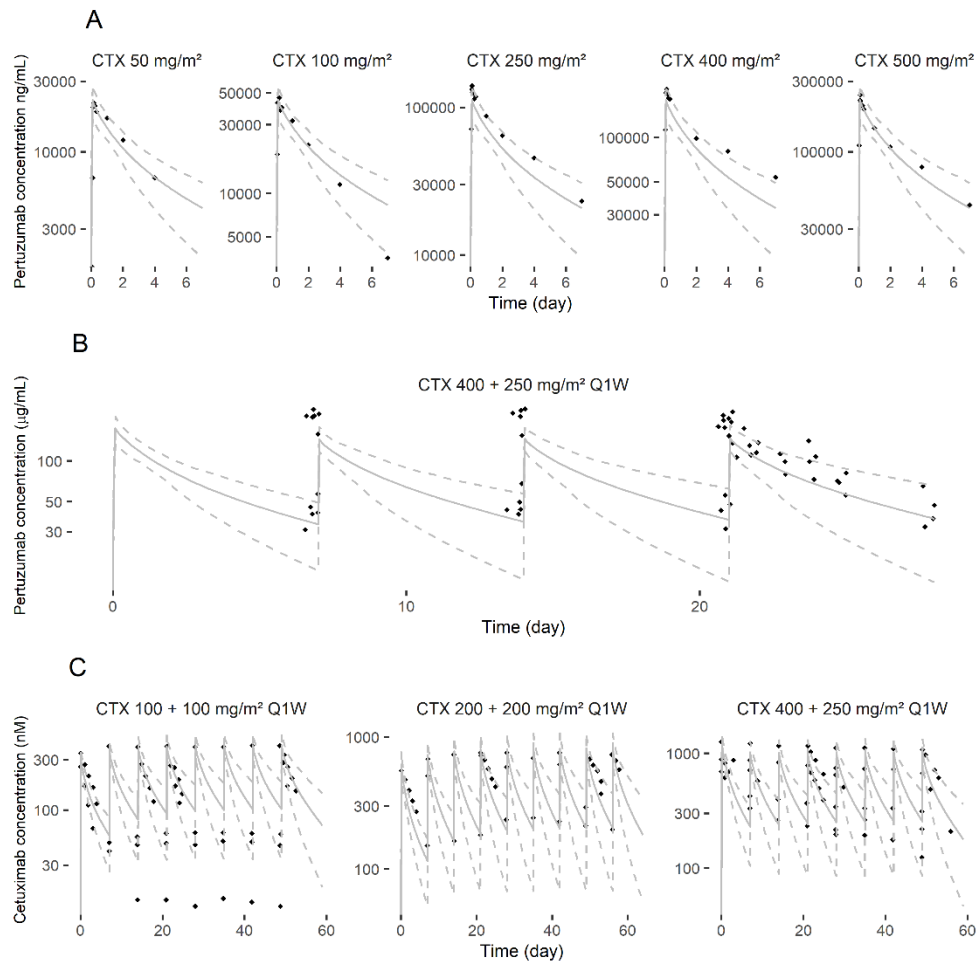 A
CTX 50 mg/m² CTX 100 mg/m² CTX 250 mg/m² CTX 400 mg/m² CTX 500 mg/m²
Pertuzumab concentration ng/mL
30000 10000 3000
50000 30000 10000 5000
100000 30000 10000
100000 50000 30000
300000 100000 30000
0 2 4 6 0 2 4 6 0 2 4 6 0 2 4 6 0 2 4 6
Time (day)
B
CTX 400 + 250 mg/m² Q1W
Pertuzumab concentration (µg/mL)
100
50
30
0 10 20
Time (day)
C
CTX 100 + 100 mg/m² Q1W CTX 200 + 200 mg/m² Q1W CTX 400 + 250 mg/m² Q1W
Cetuximab concentration (nM)
300 100 30
1000 300 100
1000 300 100
0 20 40 60 0 20 40 60 0 20 40 60
Time (day)